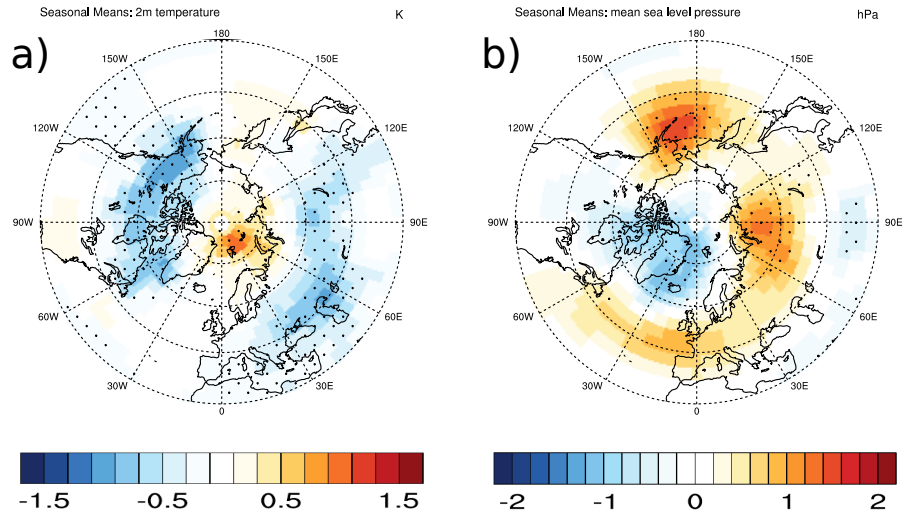 Seasonal Means: 2m temperature K
a)
180
150W 150E
120W 120E
90W 90E
60W 60E
30W 30E
0
-1.5 -0.5 0.5 1.5
Seasonal Means: mean sea level pressure hPa
b)
180
150W 150E
120W 120E
90W 90E
60W 60E
30W 30E
0
-2 -1 0 1 2